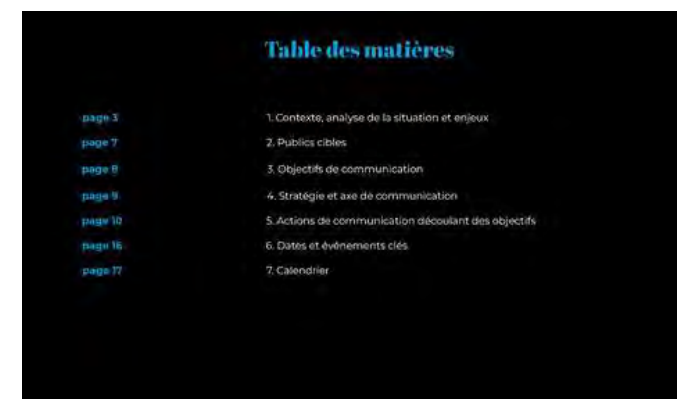 Table des matières
page 3 1. Contexte, analyse de la situation et enjeux
page 7 2. Publics cibles
page 8 3. Objectifs de communication
page 9 4. Stratégie et axe de communication
page 10 5. Actions de communication découlant des objectifs
page 16 6. Dates et événements clés
page 17 7. Calendrier